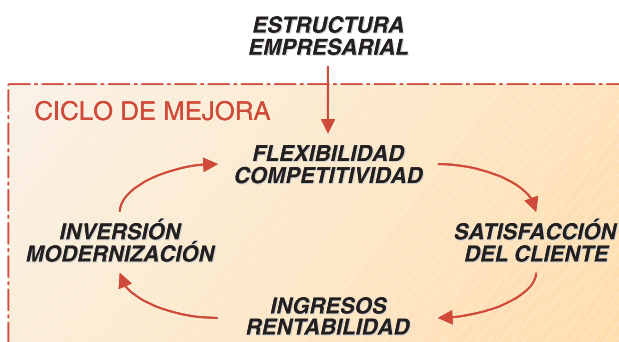 ESTRUCTURA
EMPRESARIAL
CICLO DE MEJORA
FLEXIBILIDAD
COMPETITIVIDAD
SATISFACCIÓN
DEL CLIENTE
INGRESOS
RENTABILIDAD
INVERSIÓN
MODERNIZACIÓN